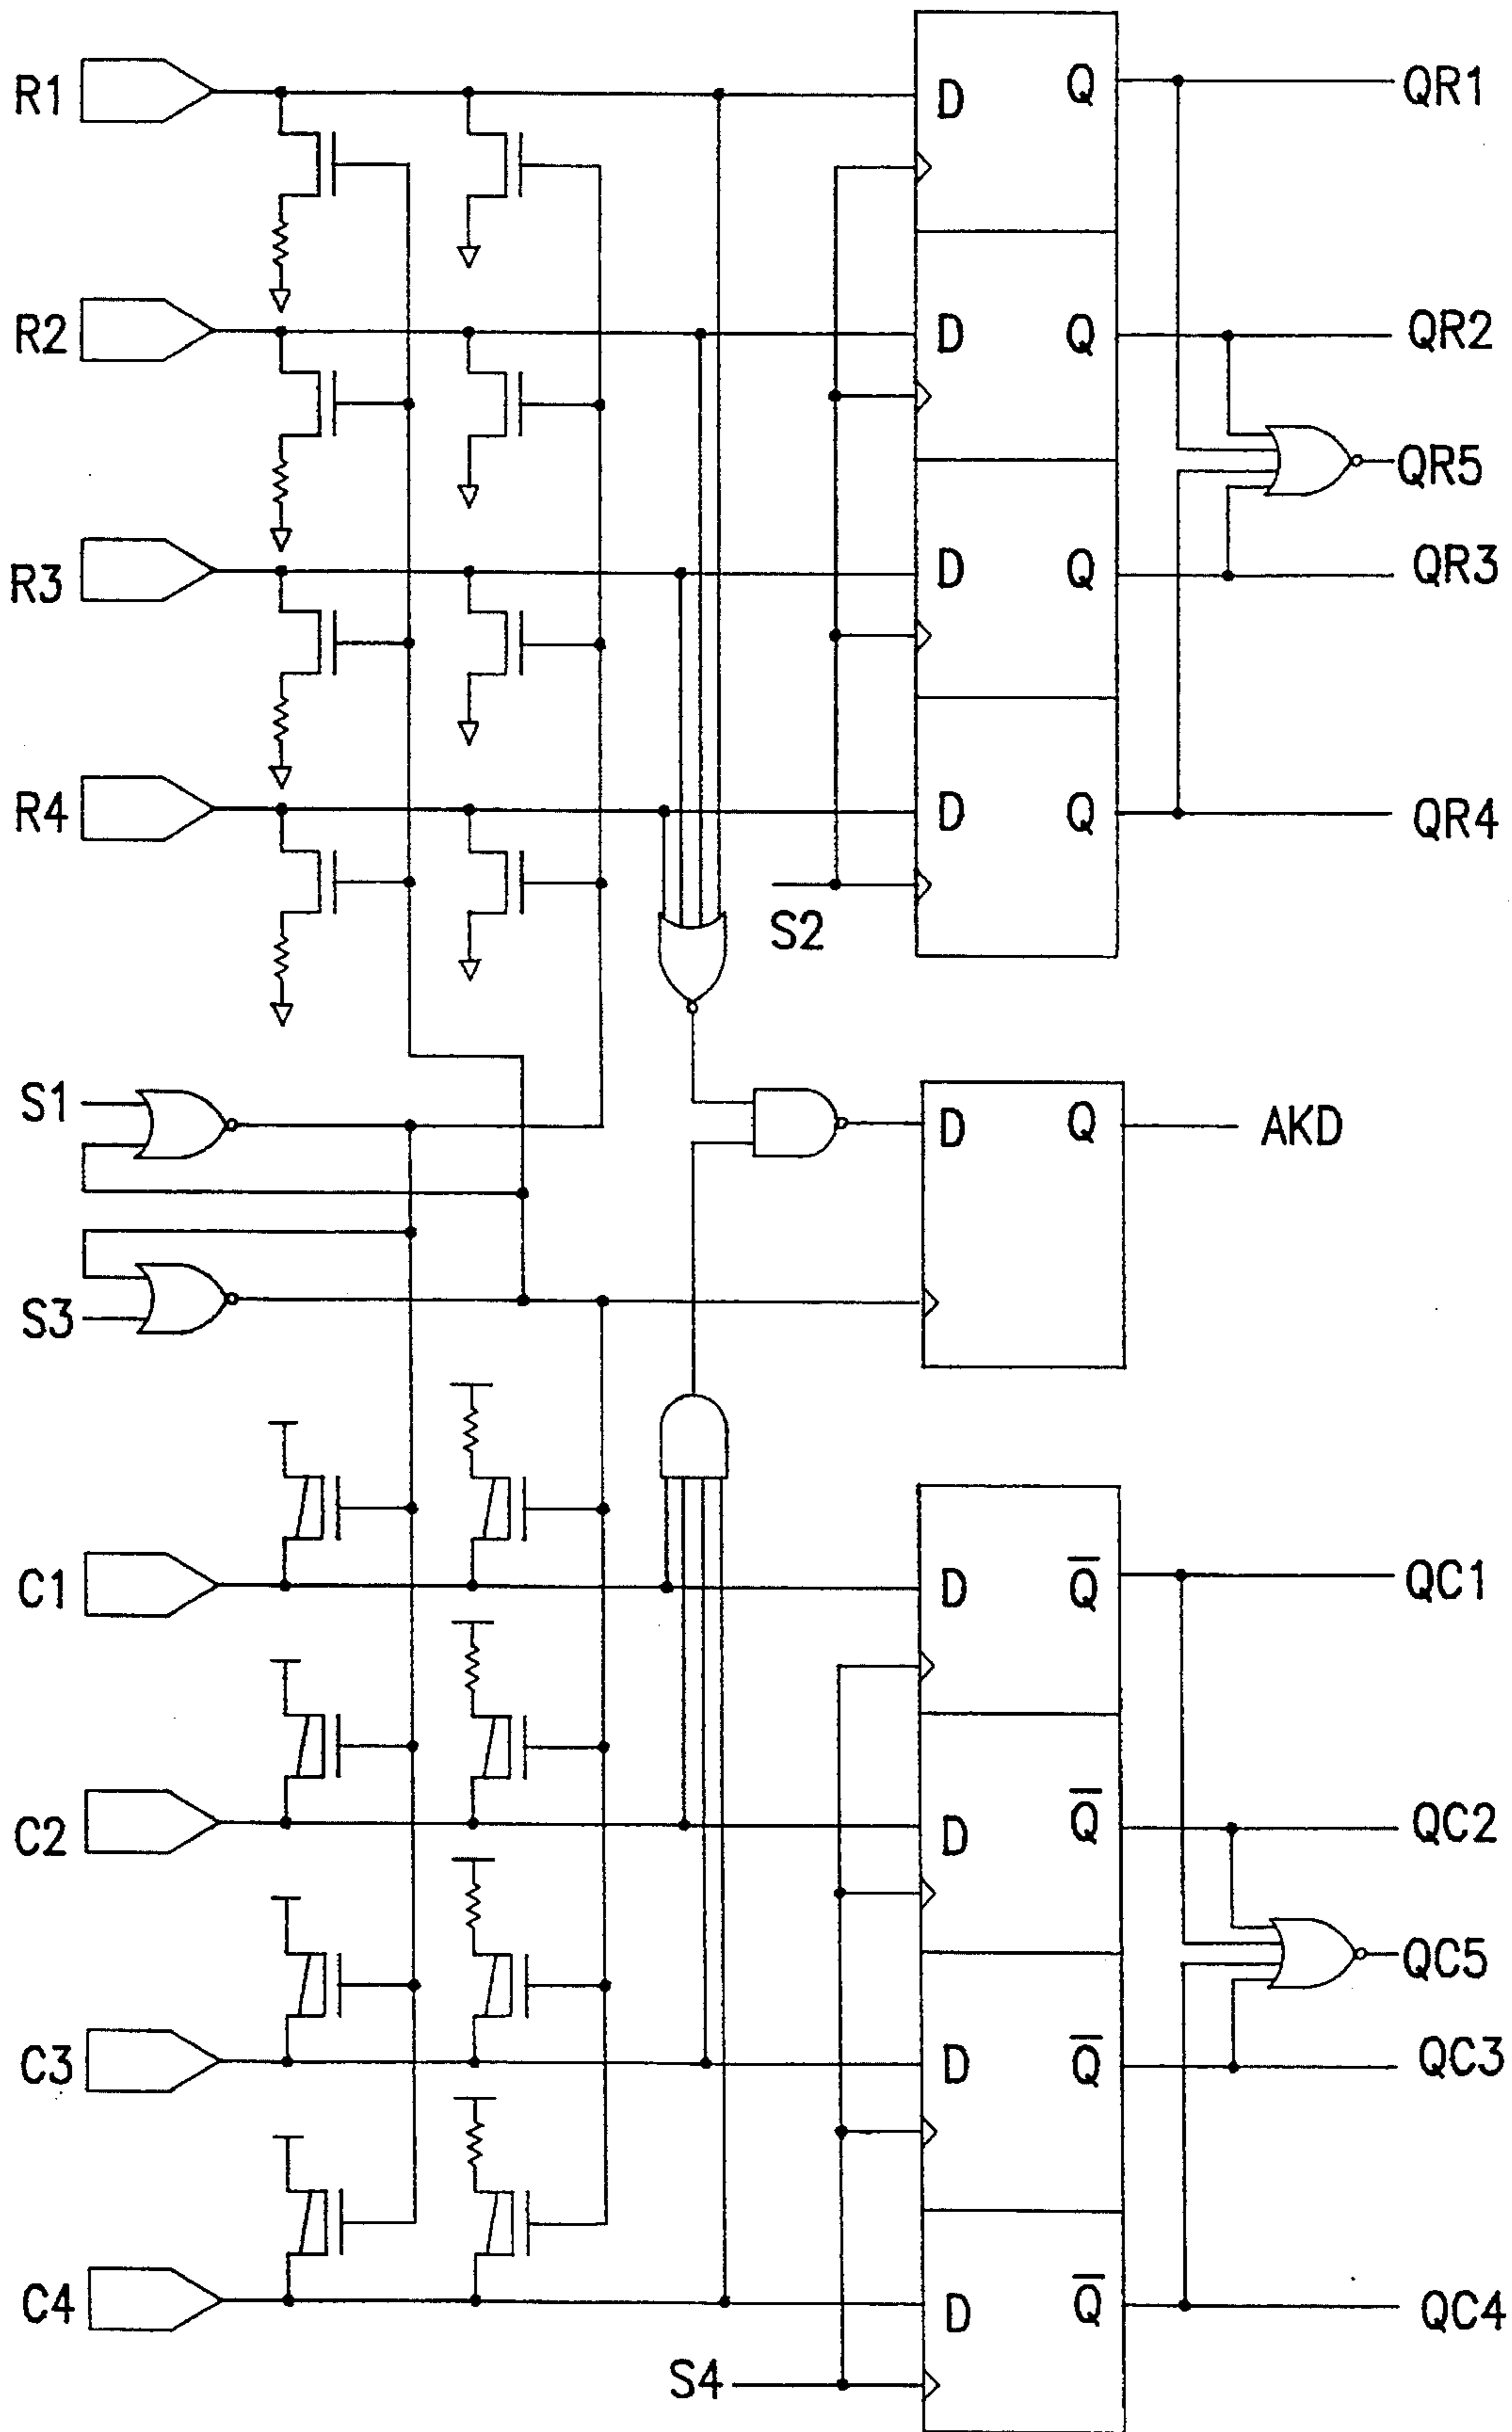 R1 D Q QR1
R2 D Q QR2
QR5
R3 D Q QR3
R4 D Q QR4
S2
S1 D Q AKD
S3
C1 D Q̅ QC1
C2 D Q̅ QC2
QC5
C3 D Q̅ QC3
C4 D Q̅ QC4
S4